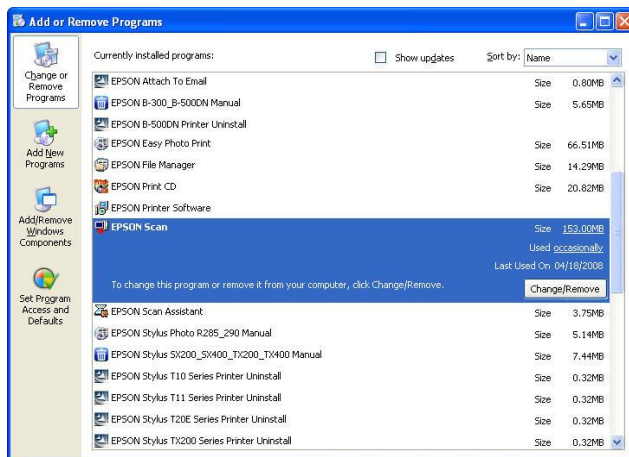 Add or Remove Programs
Change or
Remove
Programs
Add New
Programs
Add/Remove
Windows
Components
Set Program
Access and
Defaults
Currently installed programs:
Show updates
Sort by: Name
EPSON Attach To Email Size 0.80MB
EPSON B-300_B-500DN Manual Size 5.65MB
EPSON B-500DN Printer Uninstall
EPSON Easy Photo Print Size 66.51MB
EPSON File Manager Size 14.29MB
EPSON Print CD Size 20.82MB
EPSON Printer Software
EPSON Scan Size 153.00MB
Used occasionally
Last Used On 04/18/2008
To change this program or remove it from your computer, click Change/Remove.
Change/Remove
EPSON Scan Assistant Size 3.75MB
EPSON Stylus Photo R285_290 Manual Size 5.14MB
EPSON Stylus SX200_SX400_TX200_TX400 Manual Size 7.44MB
EPSON Stylus T10 Series Printer Uninstall Size 0.32MB
EPSON Stylus T11 Series Printer Uninstall Size 0.32MB
EPSON Stylus T20E Series Printer Uninstall Size 0.32MB
EPSON Stylus TX200 Series Printer Uninstall Size 0.32MB